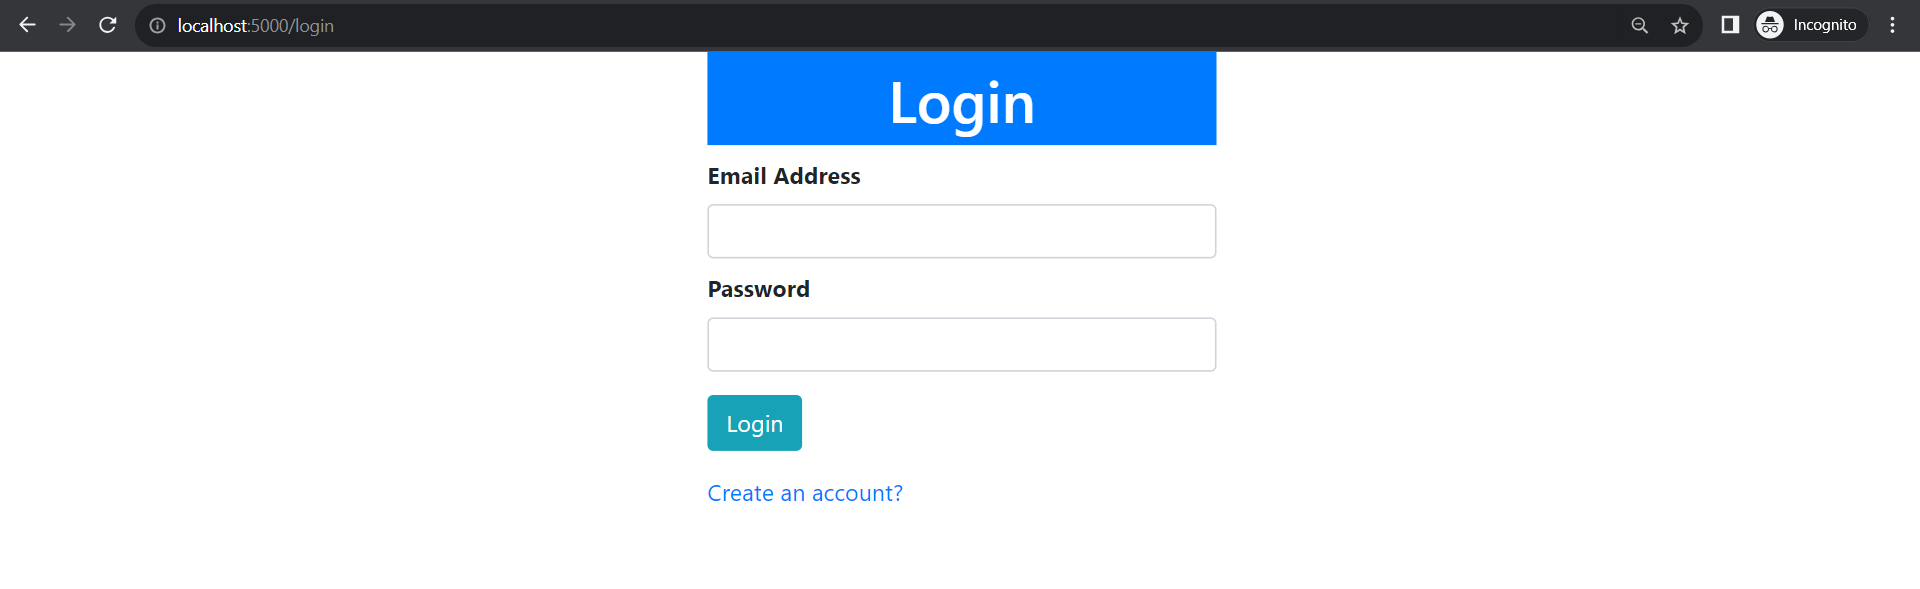 localhost:5000/login
Incognito
Login
Email Address
Password
Login
Create an account?